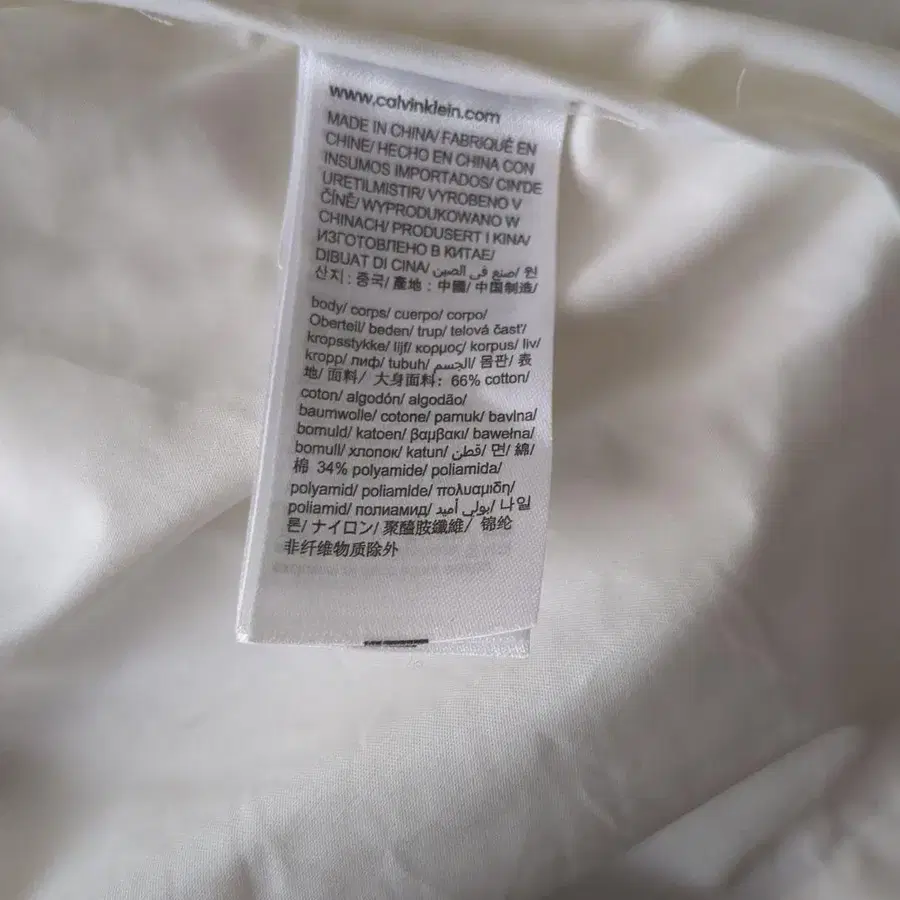 www.calvinklein.com
MADE IN CHINA/ FABRIQUÉ EN
CHINE/ HECHO EN CHINA CON
INSUMOS IMPORTADOS/ CIN'DE
URETILMISTIR/ VYROBENO V
ČÍNĚ/ WYPRODUKOWANO W
CHINACH/ PRODUSERT I KINA/
ИЗГОТОВЛЕНО В КИТАЕ/
DIBUAT DI CINA/ صنع في الصين/ 원
산지 : 중국/ 產地 : 中國/ 中国制造/
body/ corps/ cuerpo/ corpo/
Oberteil/ beden/ trup/ telová časť/
kropsstykke/ lijf/ κορμος/ korpus/ liv/
kropp/ лиф/ tubuh/ الجسم/ 몸판/ 表
地/ 面料/ 大身面料: 66% cotton/
coton/ algodón/ algodão/
baumwolle/ cotone/ pamuk/ bavlna/
bomuld/ katoen/ βαμβακι/ bawełna/
bomull/ хлопок/ katun/ قطن/ 면/ 綿/
棉 34% polyamide/ poliamida/
polyamid/ poliamide/ πολυαμιδη/
poliamid/ полиамид/ بولي أميد/ 나일
론/ ナイロン/ 聚醯胺纖維/ 锦纶
非纤维物质除外